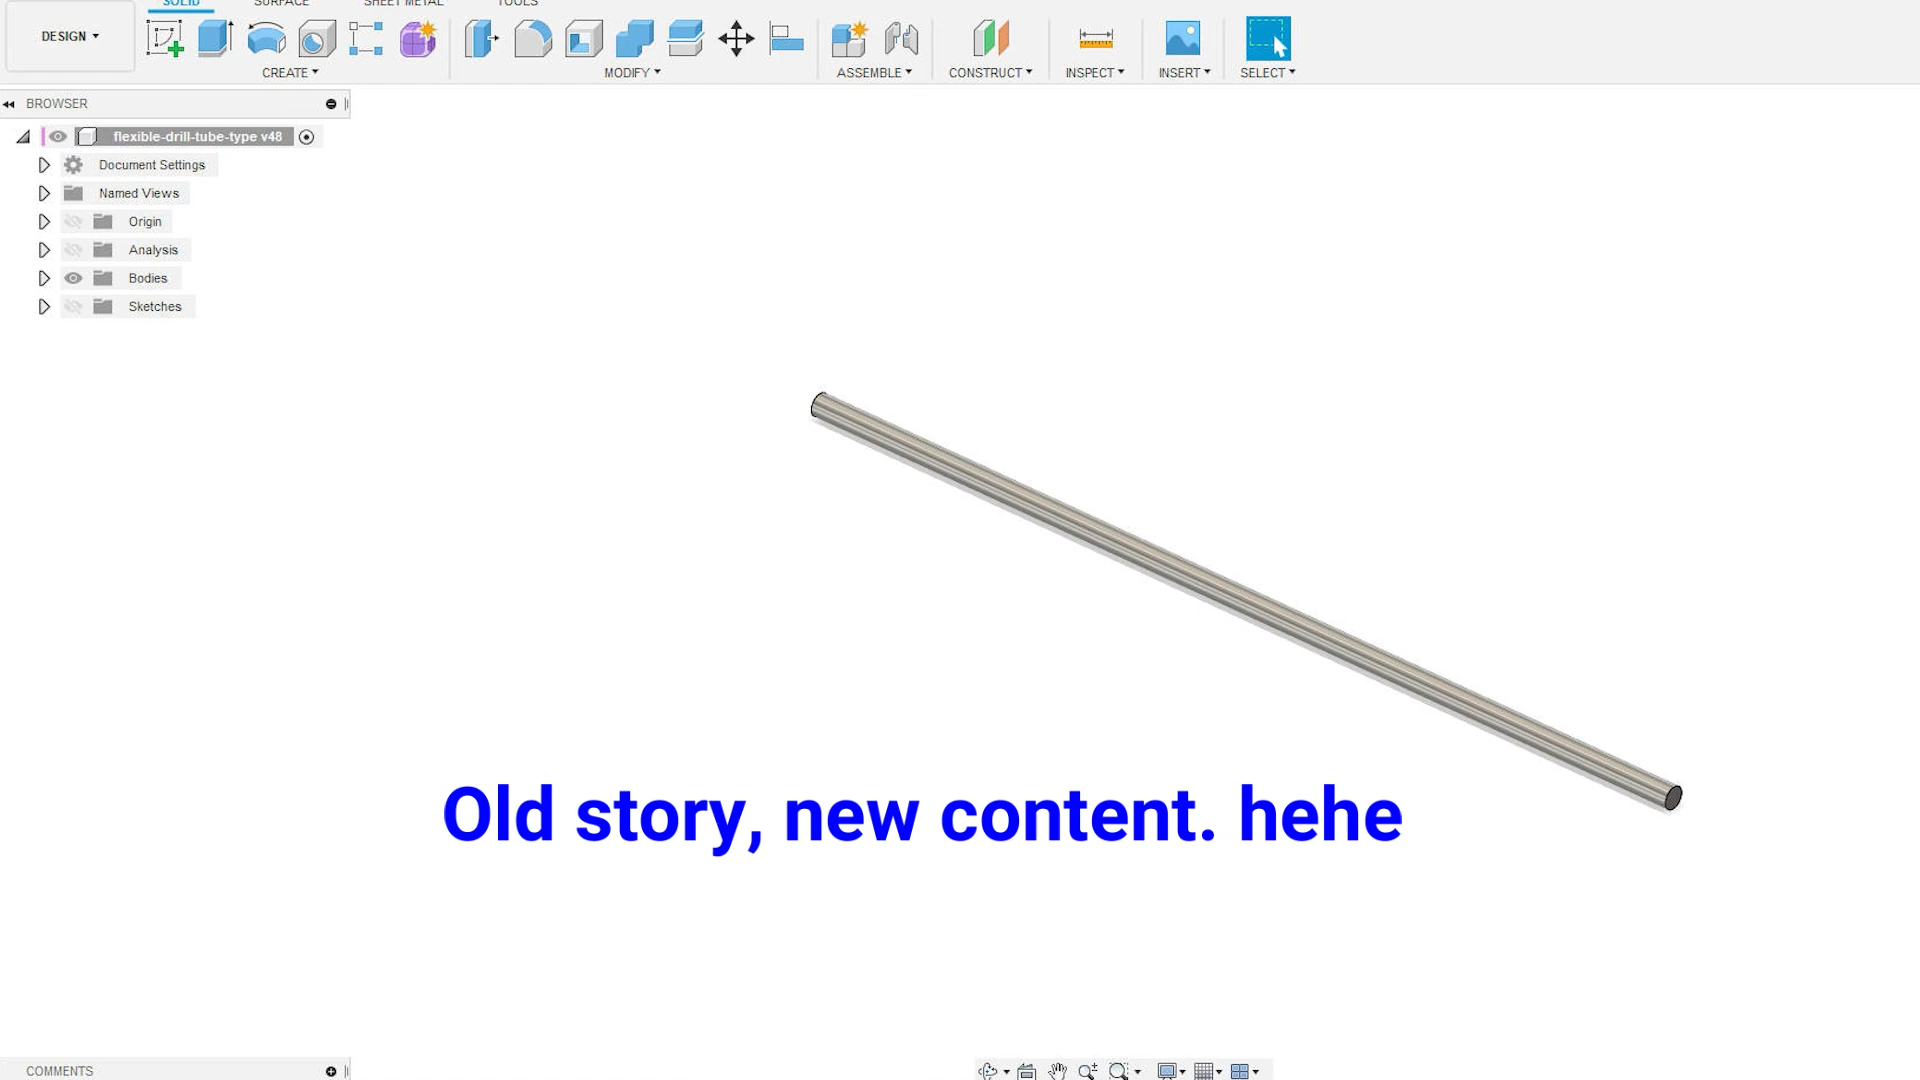 SOLID SURFACE SHEET METAL TOOLS
DESIGN
CREATE MODIFY ASSEMBLE CONSTRUCT INSPECT INSERT SELECT
BROWSER
flexible-drill-tube-type v48
Document Settings
Named Views
Origin
Analysis
Bodies
Sketches
Old story, new content. hehe
COMMENTS